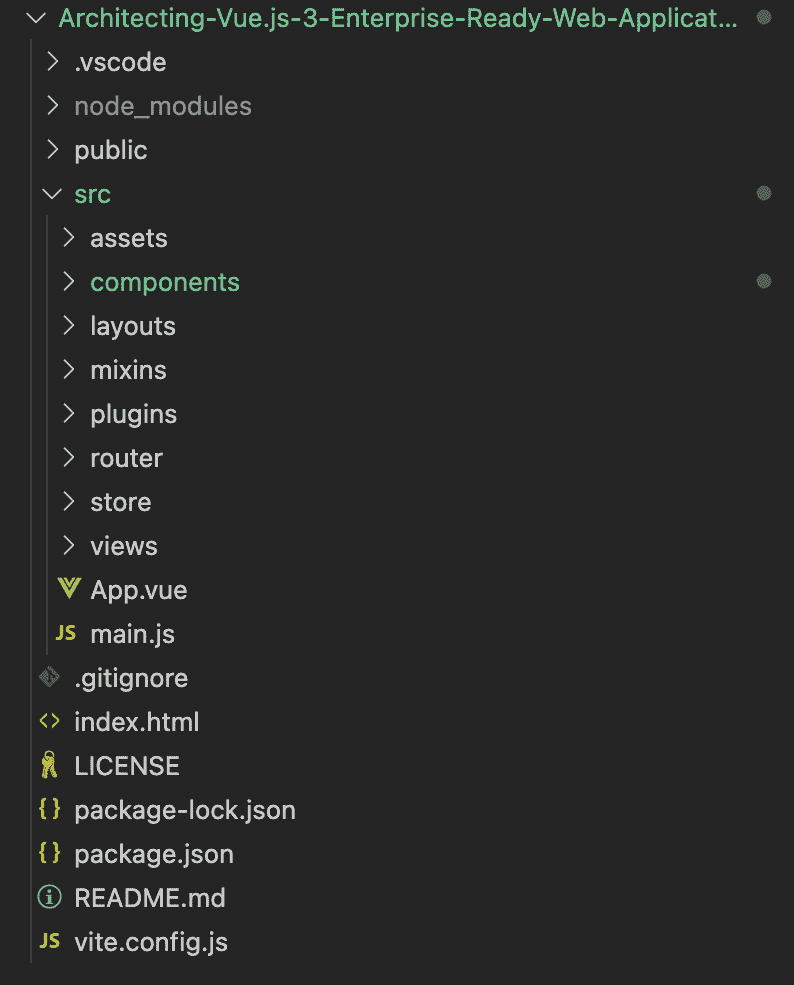 Architecting-Vue.js-3-Enterprise-Ready-Web-Applicat...
.vscode
node_modules
public
src
assets
components
layouts
mixins
plugins
router
store
views
App.vue
JS main.js
.gitignore
<> index.html
LICENSE
{} package-lock.json
{} package.json
README.md
JS vite.config.js